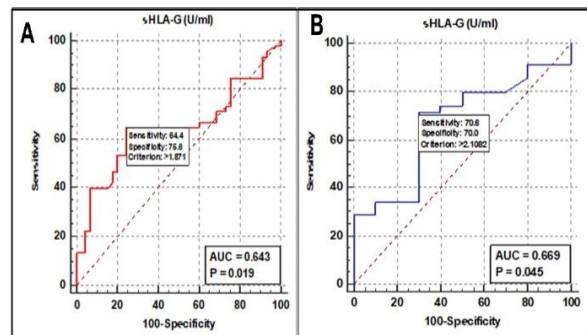 A
sHLA-G (U/ml)
Sensitivity
100
80
60
40
20
0
Sensitivity: 64.4
Specificity: 75.6
Criterion: >1.871
AUC = 0.643
P = 0.019
0 20 40 60 80 100
100-Specificity
B
sHLA-G (U/ml)
Sensitivity
100
80
60
40
20
0
Sensitivity: 70.6
Specificity: 70.0
Criterion: >2.1082
AUC = 0.669
P = 0.045
0 20 40 60 80 100
100-Specificity